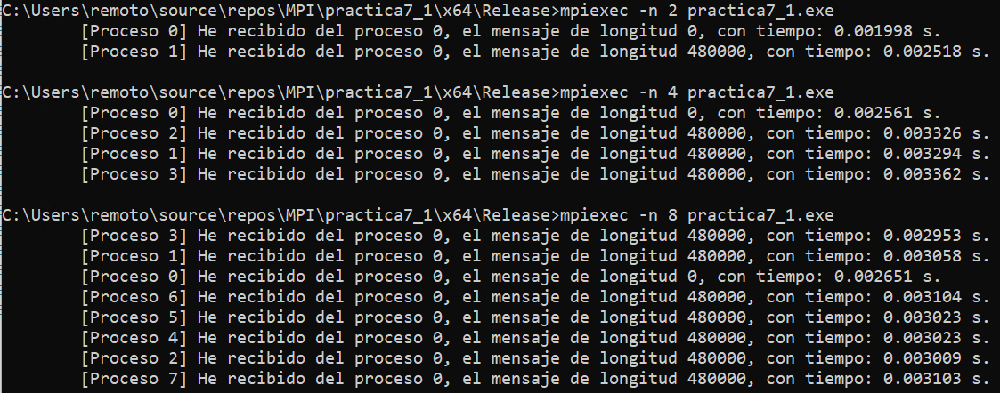 C:\Users\remoto\source\repos\MPI\practica7_1\x64\Release>mpiexec -n 2 practica7_1.exe
[Proceso 0] He recibido del proceso 0, el mensaje de longitud 0, con tiempo: 0.001998 s.
[Proceso 1] He recibido del proceso 0, el mensaje de longitud 480000, con tiempo: 0.002518 s.
C:\Users\remoto\source\repos\MPI\practica7_1\x64\Release>mpiexec -n 4 practica7_1.exe
[Proceso 0] He recibido del proceso 0, el mensaje de longitud 0, con tiempo: 0.002561 s.
[Proceso 2] He recibido del proceso 0, el mensaje de longitud 480000, con tiempo: 0.003326 s.
[Proceso 1] He recibido del proceso 0, el mensaje de longitud 480000, con tiempo: 0.003294 s.
[Proceso 3] He recibido del proceso 0, el mensaje de longitud 480000, con tiempo: 0.003362 s.
C:\Users\remoto\source\repos\MPI\practica7_1\x64\Release>mpiexec -n 8 practica7_1.exe
[Proceso 3] He recibido del proceso 0, el mensaje de longitud 480000, con tiempo: 0.002953 s.
[Proceso 1] He recibido del proceso 0, el mensaje de longitud 480000, con tiempo: 0.003058 s.
[Proceso 0] He recibido del proceso 0, el mensaje de longitud 0, con tiempo: 0.002651 s.
[Proceso 6] He recibido del proceso 0, el mensaje de longitud 480000, con tiempo: 0.003104 s.
[Proceso 5] He recibido del proceso 0, el mensaje de longitud 480000, con tiempo: 0.003023 s.
[Proceso 4] He recibido del proceso 0, el mensaje de longitud 480000, con tiempo: 0.003023 s.
[Proceso 2] He recibido del proceso 0, el mensaje de longitud 480000, con tiempo: 0.003009 s.
[Proceso 7] He recibido del proceso 0, el mensaje de longitud 480000, con tiempo: 0.003103 s.